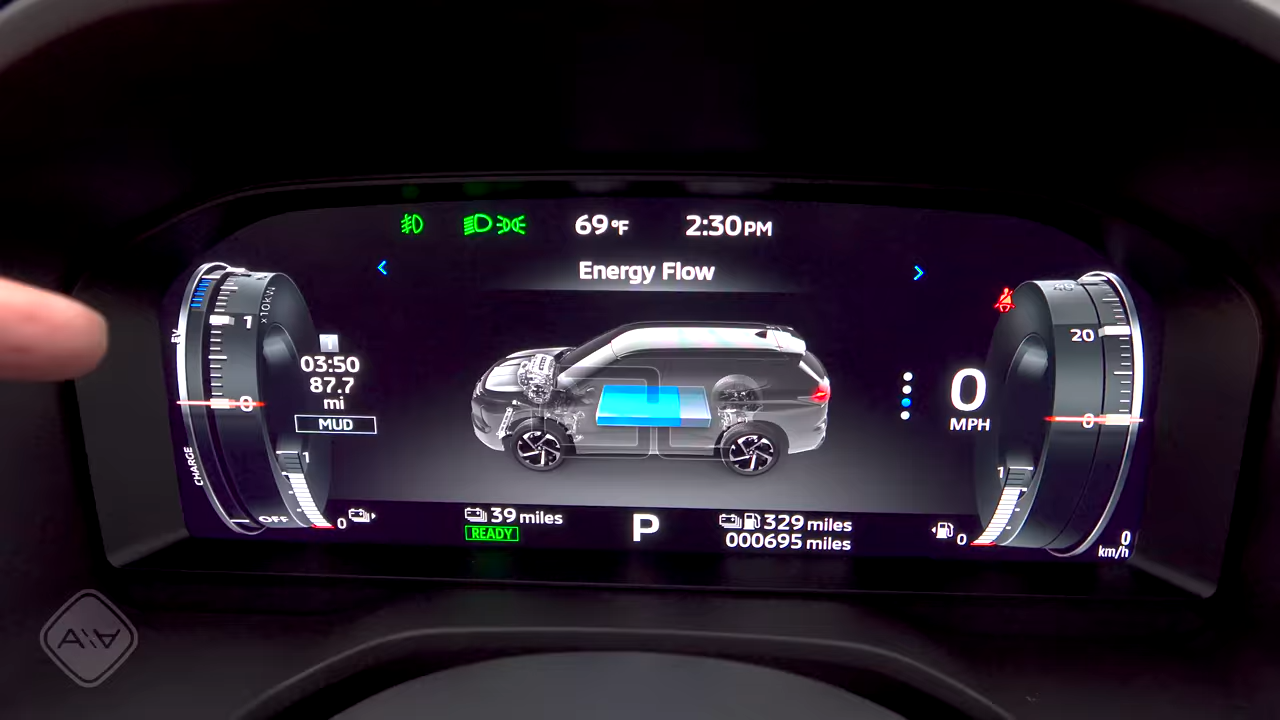 69°F 2:30PM
Energy Flow
x10kW
EV
1
0
CHARGE
OFF
1
0
03:50
87.7
mi
MUD
39 miles
READY
P
329 miles
000695 miles
0
MPH
20
0
1
0
0
km/h